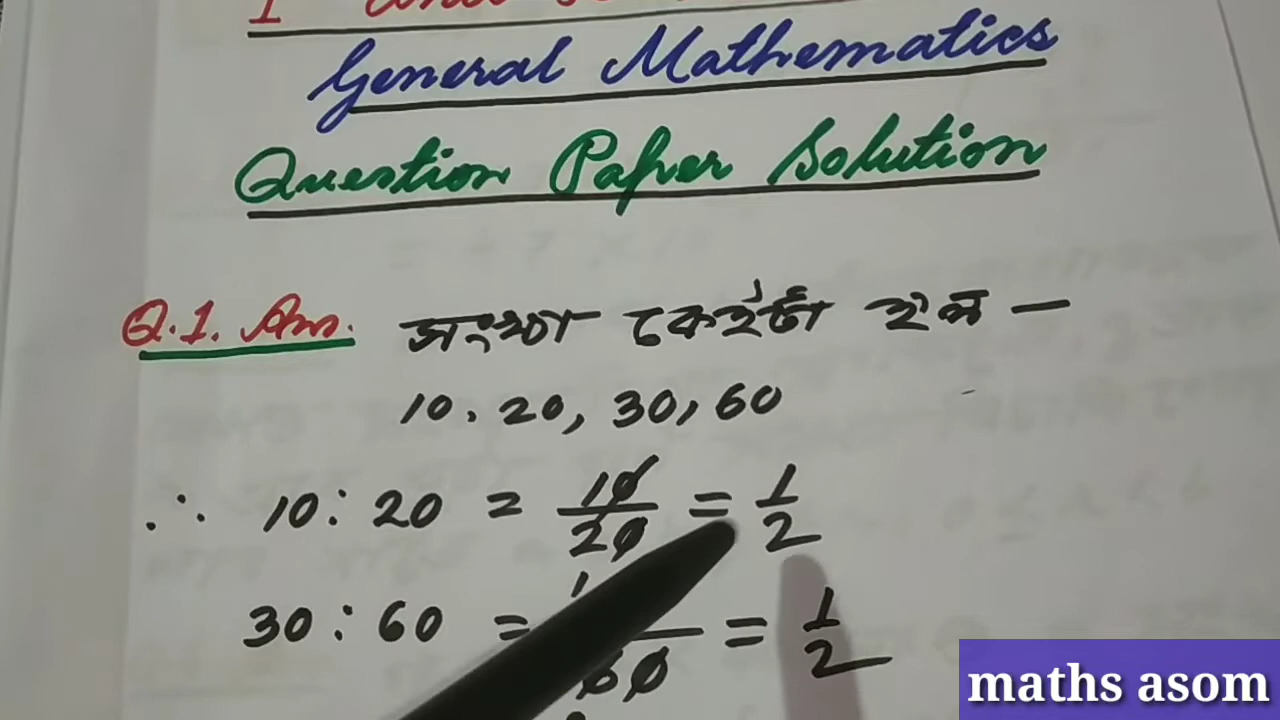 General Mathematics
Question Paper Solution
Q.1. Ans. সংখ্যা কেইটা হ'ল —
10, 20, 30, 60
∴ 10 : 20 = 10/20 = 1/2
30 : 60 = /60 = 1/2
maths asom